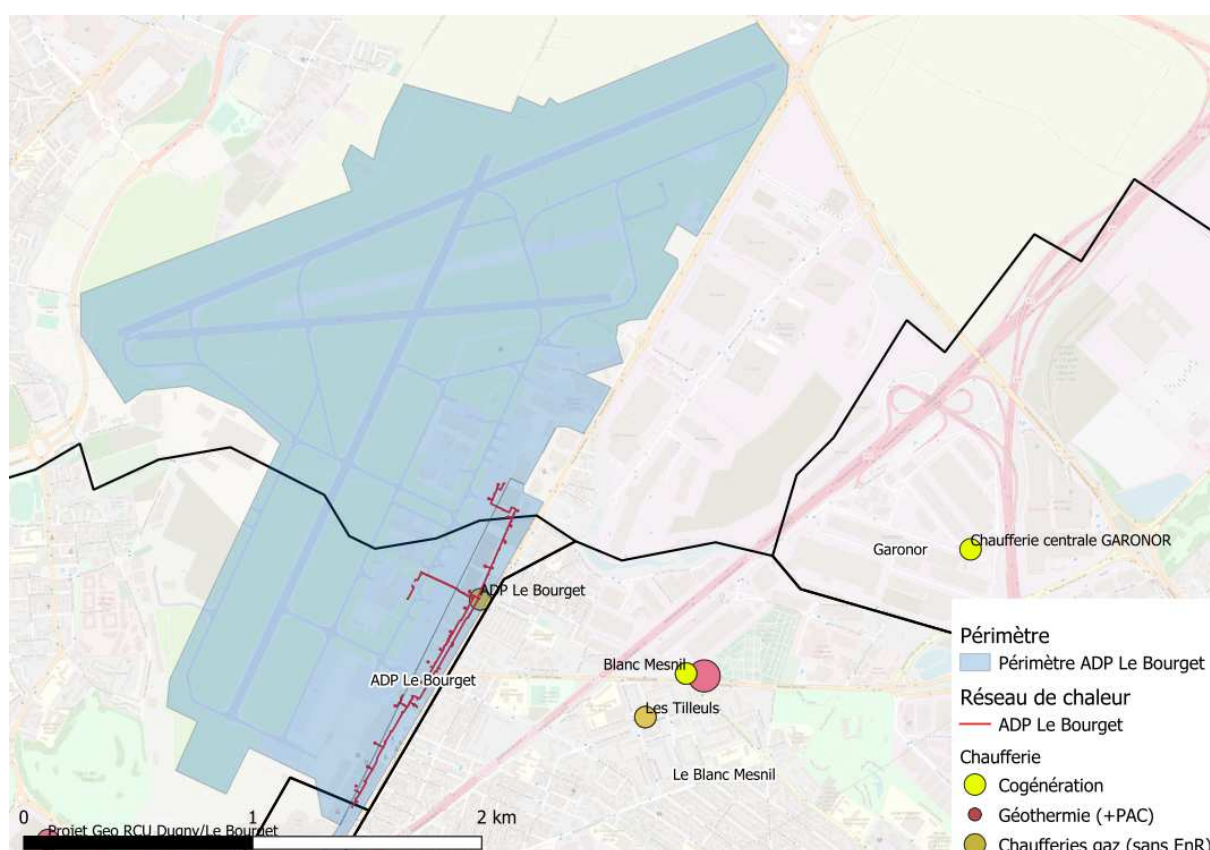 Garonor
Chaufferie centrale GARONOR
ADP Le Bourget
Blanc Mesnil
ADP Le Bourget
Les Tilleuls
Le Blanc Mesnil
Projet Geo RCU Dugny/Le Bourget
0
1
2 km
Périmètre
Périmètre ADP Le Bourget
Réseau de chaleur
ADP Le Bourget
Chaufferie
Cogénération
Géothermie (+PAC)
Chaufferies gaz (sans EnR)